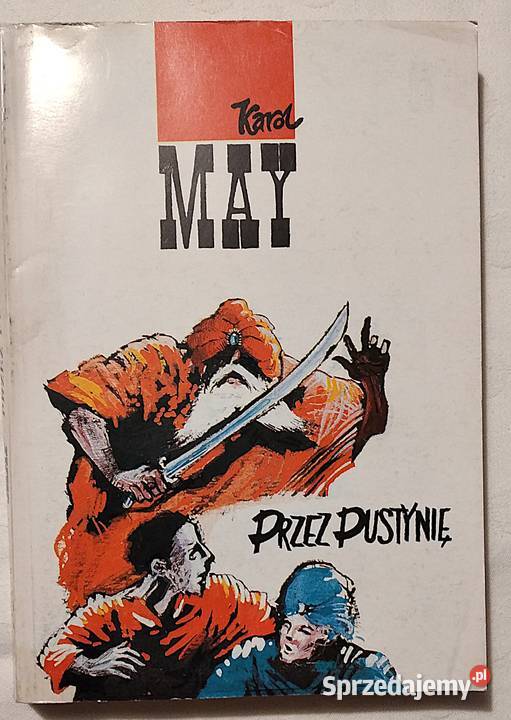 Karol
MAY
PRZEZ PUSTYNIĘ
Sprzedajemy.pl